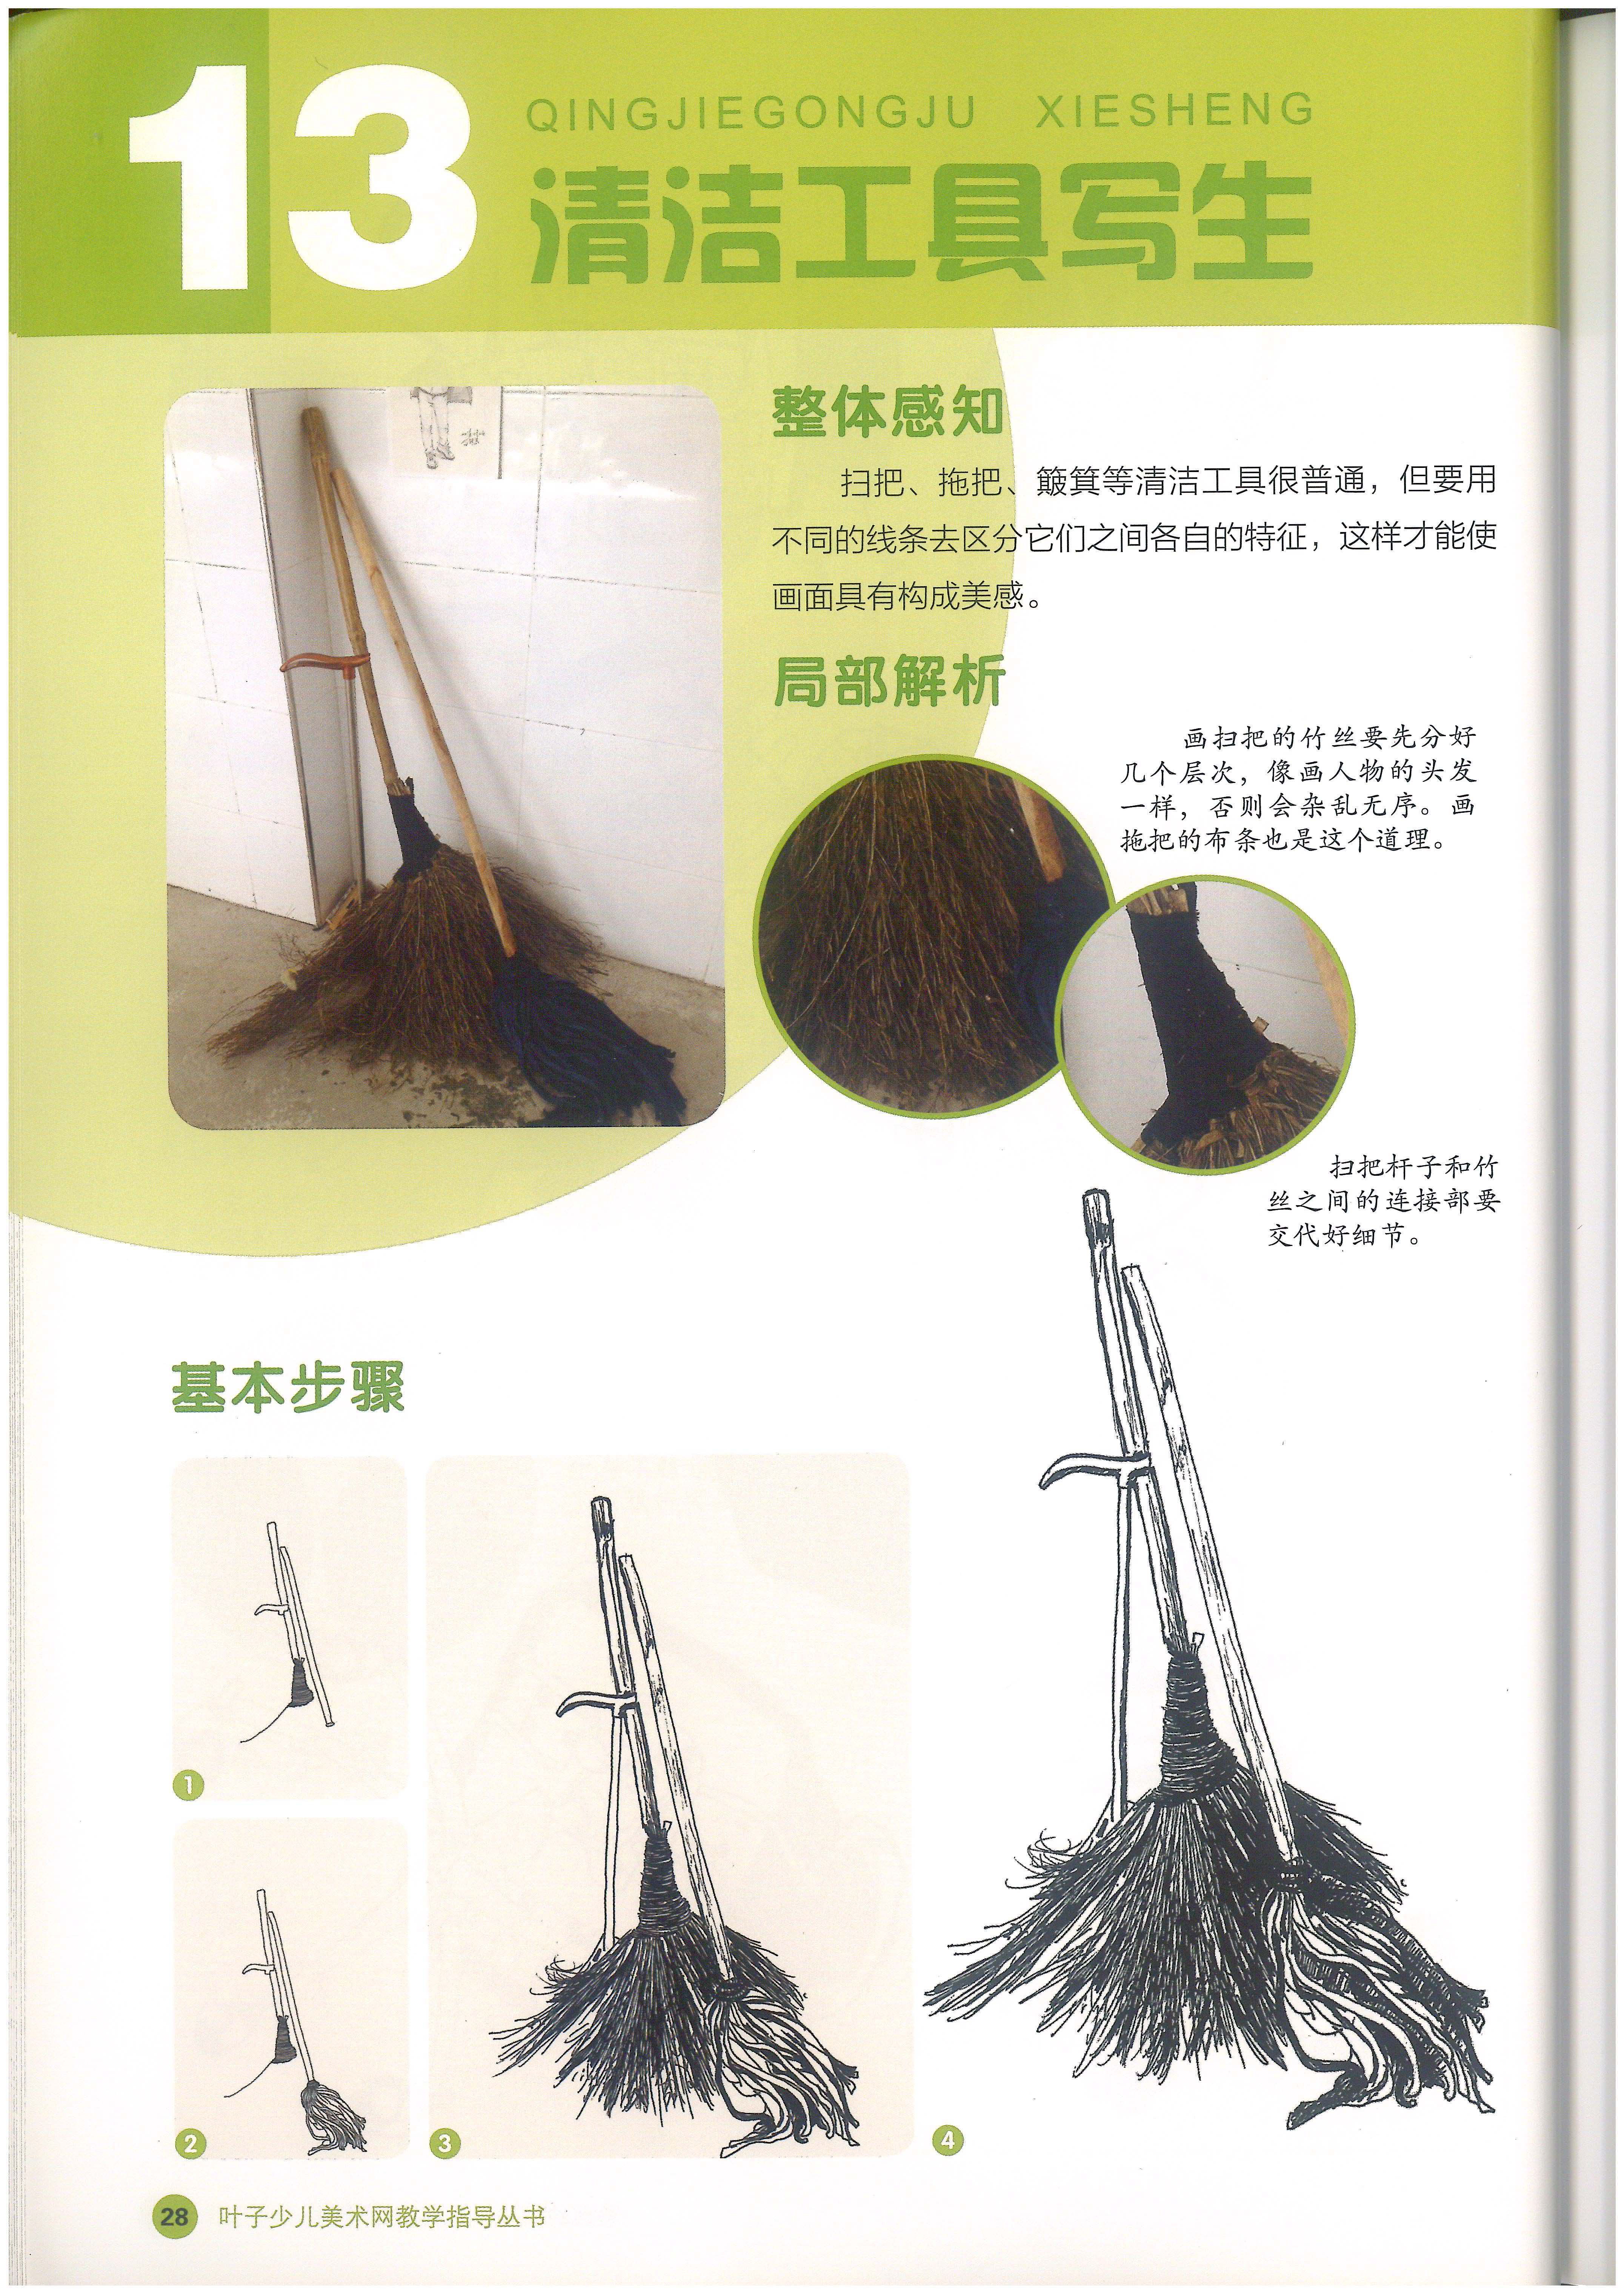 13
QINGJIEGONGJU XIESHENG
清洁工具写生
整体感知
扫把、拖把、簸箕等清洁工具很普通，但要用
不同的线条去区分它们之间各自的特征，这样才能使
画面具有构成美感。
局部解析
画扫把的竹丝要先分好
几个层次，像画人物的头发
一样，否则会杂乱无序。画
拖把的布条也是这个道理。
扫把杆子和竹
丝之间的连接部要
交代好细节。
基本步骤
1
2
3
4
28 叶子少儿美术网教学指导丛书